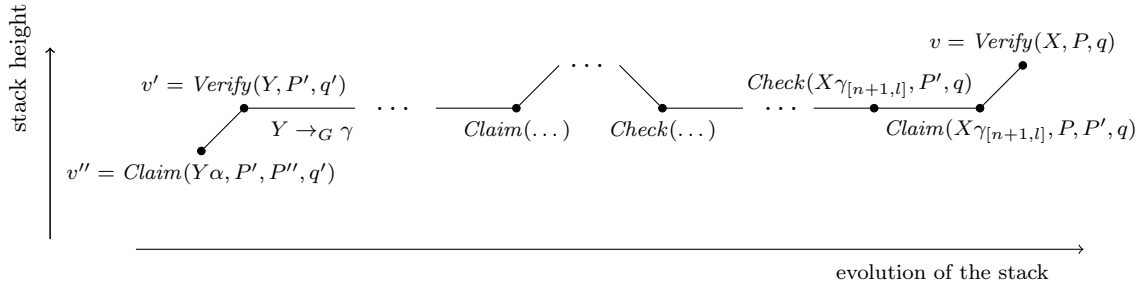 stack height
v = Verify(X, P, q)
v′ = Verify(Y, P′, q′)
· · ·
Check(Xγ[n+1,l], P′, q)
· · ·
· · ·
Y →G γ
Claim(. . .)
Check(. . .)
Claim(Xγ[n+1,l], P, P′, q)
v″ = Claim(Yα, P′, P″, q′)
evolution of the stack